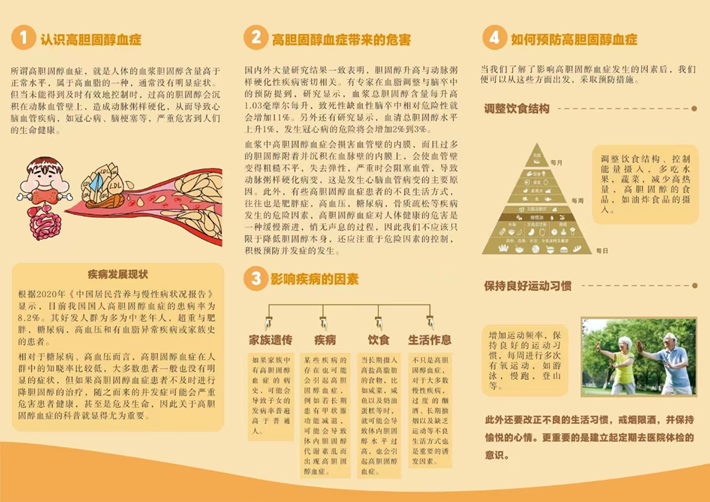 1 认识高胆固醇血症
所谓高胆固醇血症，就是人体的血浆胆固醇含量高于
正常水平，属于高血脂的一种，通常没有明显症状。
但当未能得到及时有效地控制时，过高的胆固醇会沉
积在动脉血管壁上，造成动脉粥样硬化，从而导致心
脑血管疾病，如冠心病、脑梗塞等，严重危害到人们
的生命健康。
LDL
LDL
LDL
疾病发展现状
根据2020年《中国居民营养与慢性病状况报告》
显示，目前我国国人高胆固醇血症的患病率为
8.2%。其好发人群为多为中老年人，超重与肥
胖，糖尿病，高血压和有血脂异常疾病或家族史
的患者。
相对于糖尿病、高血压而言，高胆固醇血症在人
群中的知晓率比较低，大多数患者一般也没有明
显的症状，但如果高胆固醇血症患者不及时进行
降胆固醇的治疗，随之而来的并发症可能会严重
危害患者健康，甚至是危及生命，因此关于高胆
固醇血症的科普就显得尤为重要。
2 高胆固醇血症带来的危害
国内外大量研究结果一致表明，胆固醇升高与动脉粥
样硬化性疾病密切相关。有专家在血脂调整与脑卒中
的预防提到，研究显示，血浆总胆固醇含量每升高
1.03毫摩尔每升，致死性缺血性脑卒中相对危险性就
会增加11%。另外还有研究显示，血清总胆固醇水平
上升1%，发生冠心病的危险将会增加2%到3%。
血浆中高胆固醇血症会损害血管壁的内膜，而且过多
的胆固醇附着并沉积在血脉壁的内膜上，会使血管壁
变得粗糙不平，失去弹性，严重时会阻塞血管，导致
动脉粥样硬化病变，这是发生心脑血管病变的主要原
因。此外，有些高胆固醇血症患者的不良生活方式，
往往也是肥胖症，高血压，糖尿病，骨质疏松等疾病
发生的危险因素，高胆固醇血症对人体健康的危害是
一种缓慢渐进，悄无声息的过程，因此我们不应该只
限于降低胆固醇本身，还应注重于危险因素的控制，
积极预防并发症的发生。
3 影响疾病的因素
家族遗传
如果家族中
有高胆固醇
血症的病
史，可能会
导致子女的
发病率普遍
高于普通
人。
疾病
某些疾病的
存在也可能
会引起高胆
固醇血症，
例如若长期
患有甲状腺
功能减退，
可能会导致
体内胆固醇
代谢紊乱而
出现高胆固
醇血症。
饮食
当长期摄入
高盐高脂肪
的食物，比
如咸菜，咸
鱼以及奶油
蛋糕等时，
就可能会导
致体内胆固
醇水平过
高，也会引
起高胆固醇
血症。
生活作息
不只是高胆
固醇血症，
对于大多数
慢性疾病，
过度的酗
酒、长期抽
烟以及缺乏
运动等不良
生活方式也
是重要的诱
发因素。
4 如何预防高胆固醇血症
当我们了解了影响高胆固醇血症发生的因素后，我们
便可以从这些方面出发，采取预防措施。
调整饮食结构
每月
每周
每日
调整饮食结构、控制
能量摄入，多吃水
果，蔬菜，减少高热
量，高胆固醇的食
品，如油炸食品的摄
入。
保持良好运动习惯
增加运动频率，保
持良好的运动习
惯，每周进行多次
有氧运动，如游
泳，慢跑，登山
等。
此外还要改正不良的生活习惯，戒烟限酒，并保持
愉悦的心情。更重要的是建立起定期去医院体检的
意识。